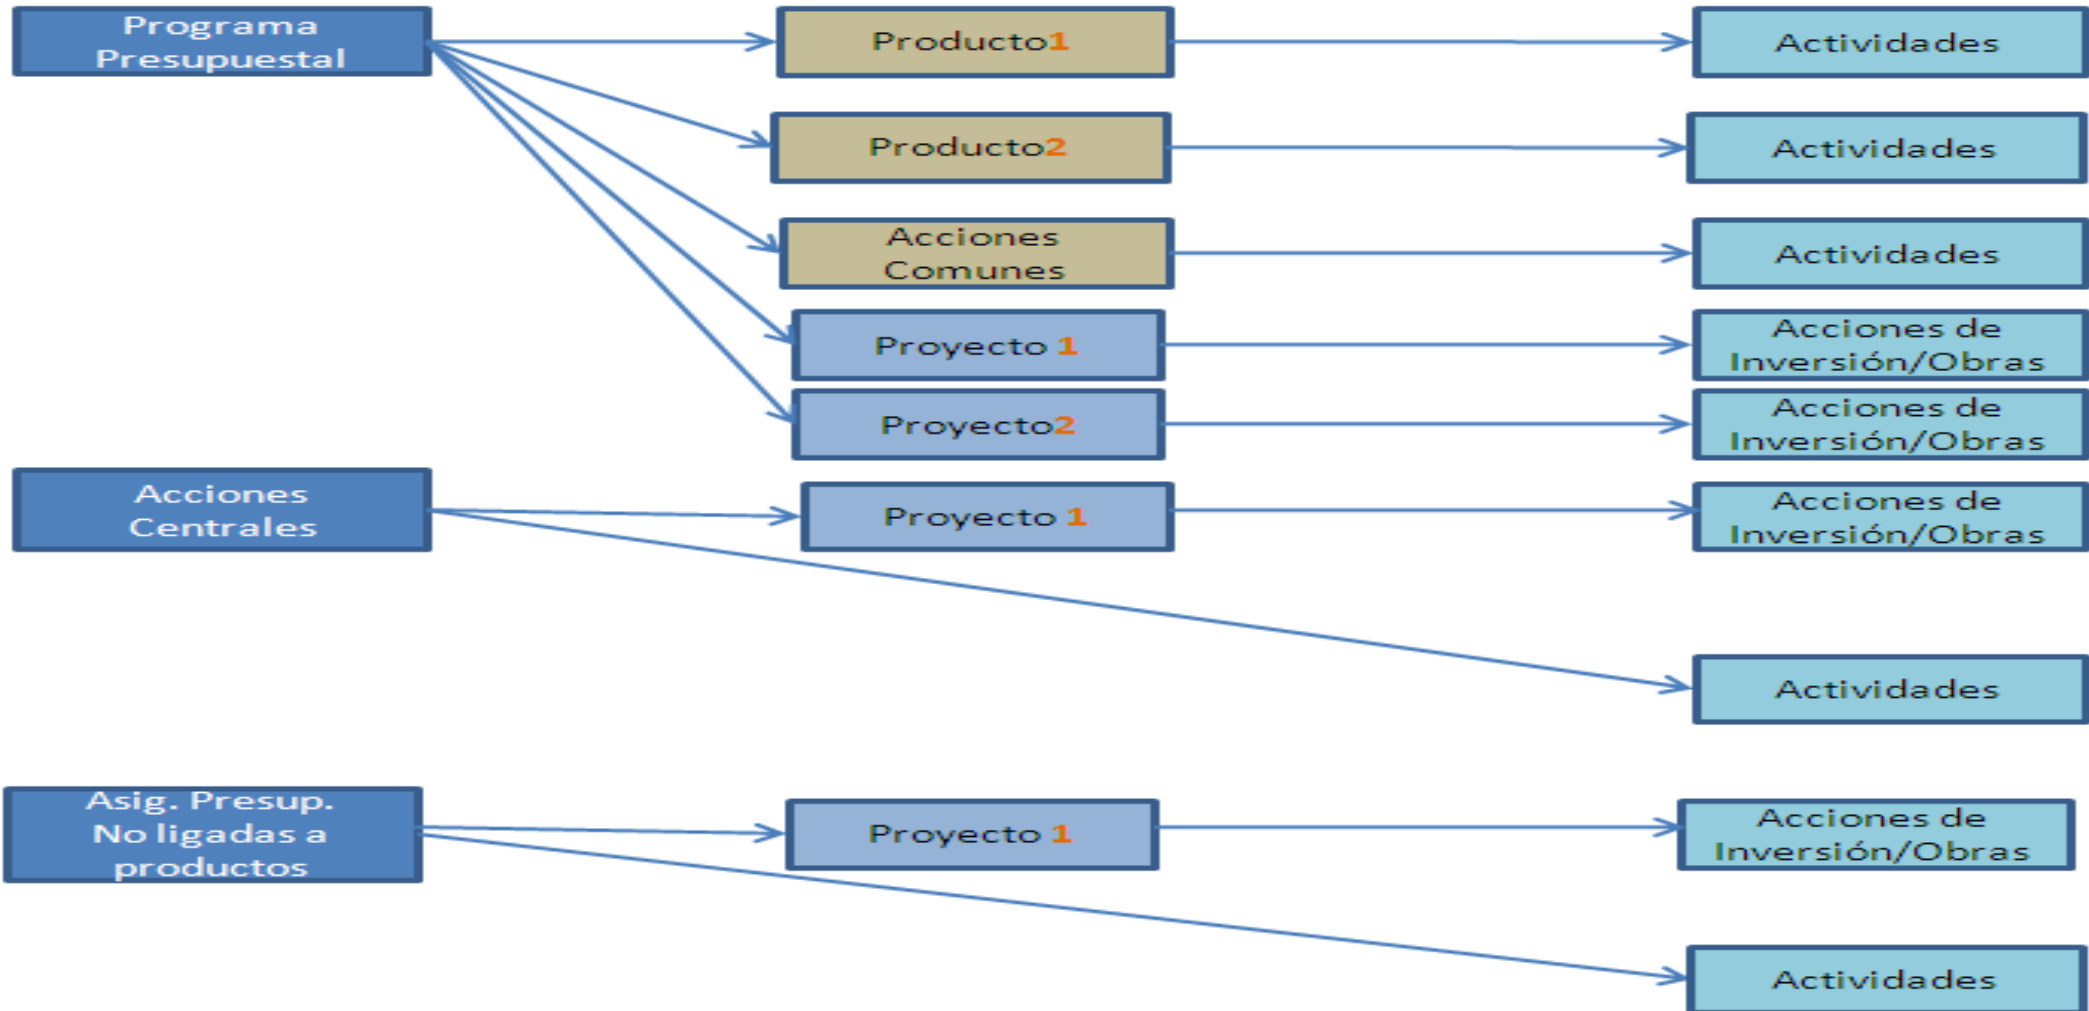 Programa
Presupuestal
Producto1
Actividades
Producto2
Actividades
Acciones
Comunes
Actividades
Proyecto 1
Acciones de
Inversión/Obras
Proyecto2
Acciones de
Inversión/Obras
Acciones
Centrales
Proyecto 1
Acciones de
Inversión/Obras
Actividades
Asig. Presup.
No ligadas a
productos
Proyecto 1
Acciones de
Inversión/Obras
Actividades